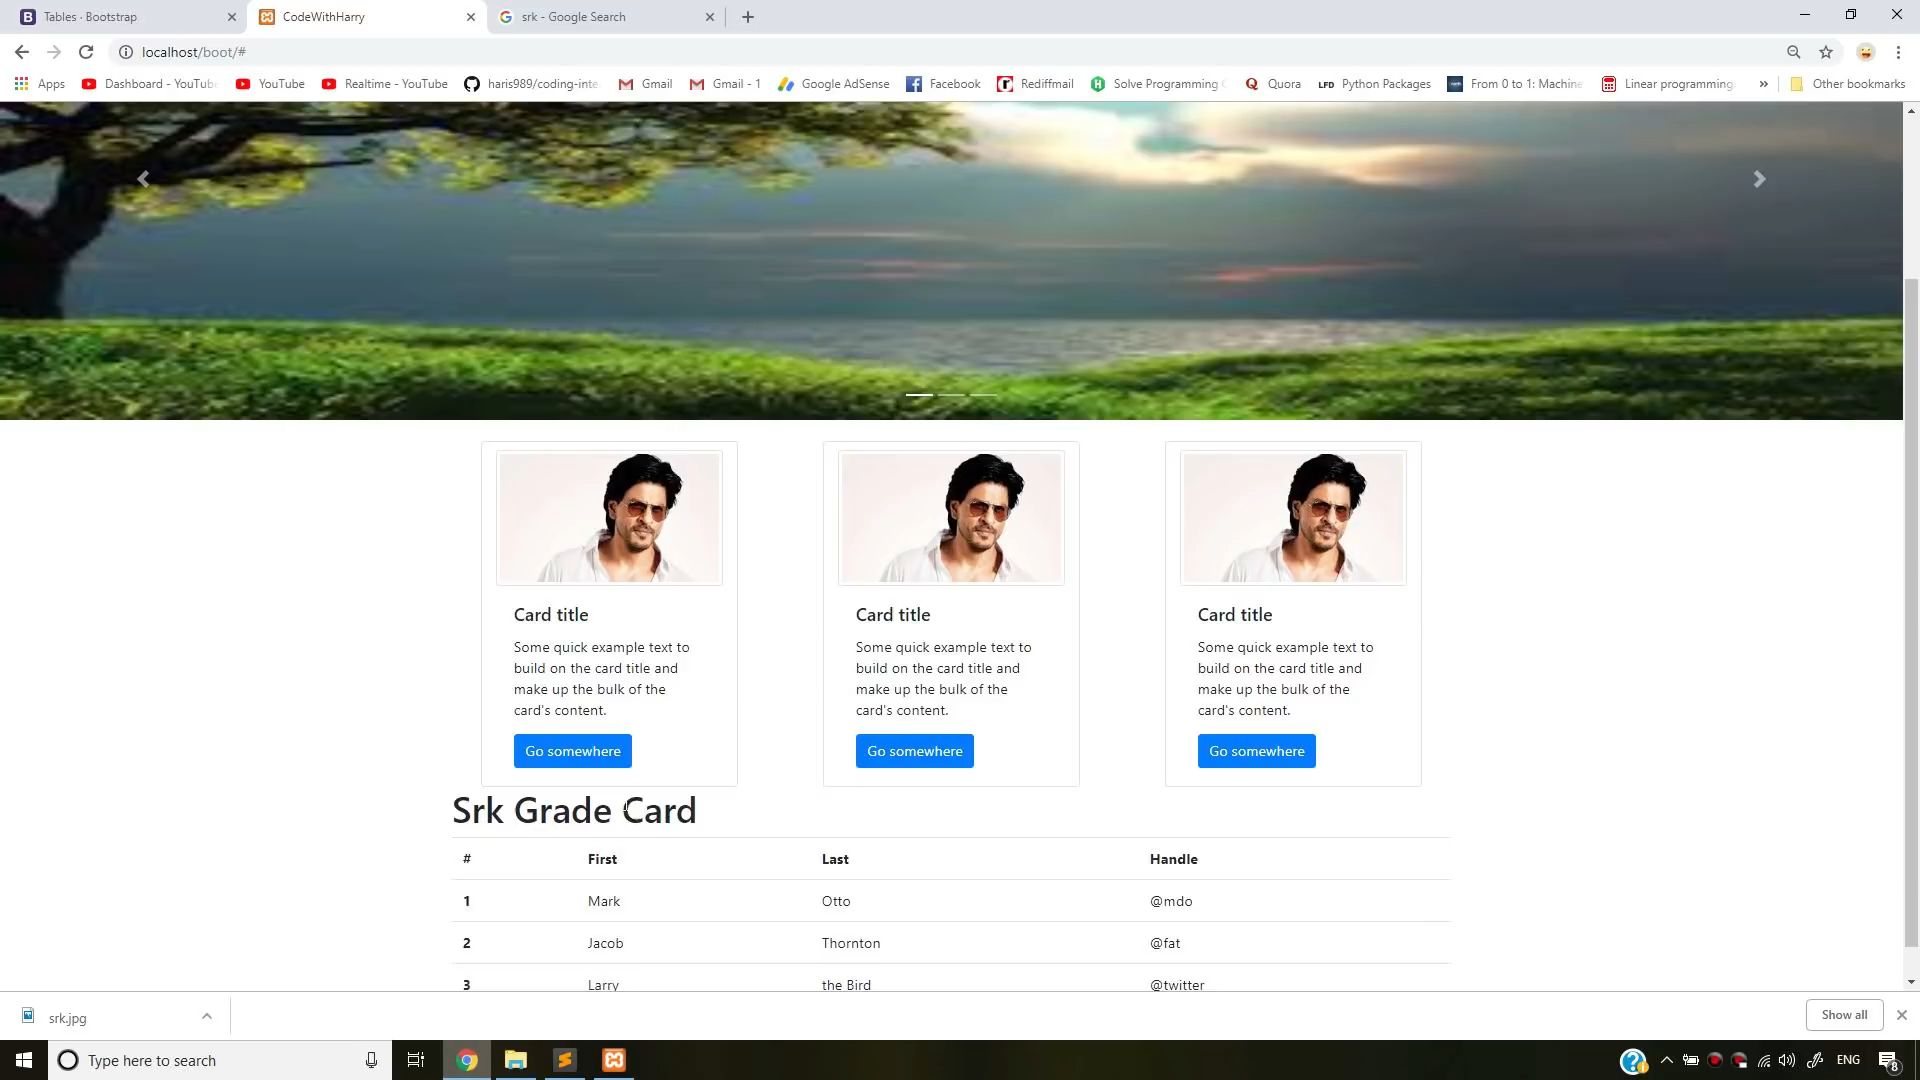 Tables · Bootstrap
CodeWithHarry
srk - Google Search
localhost/boot/#
Apps
Dashboard - YouTube
YouTube
Realtime - YouTube
haris989/coding-inte
Gmail
Gmail - 1
Google AdSense
Facebook
Rediffmail
Solve Programming
Quora
LFD Python Packages
From 0 to 1: Machine
Linear programming
Other bookmarks
Card title
Some quick example text to
build on the card title and
make up the bulk of the
card's content.
Go somewhere
Card title
Some quick example text to
build on the card title and
make up the bulk of the
card's content.
Go somewhere
Card title
Some quick example text to
build on the card title and
make up the bulk of the
card's content.
Go somewhere
Srk Grade Card
# First Last Handle
1 Mark Otto @mdo
2 Jacob Thornton @fat
3 Larry the Bird @twitter
srk.jpg
Show all
Type here to search
ENG
8